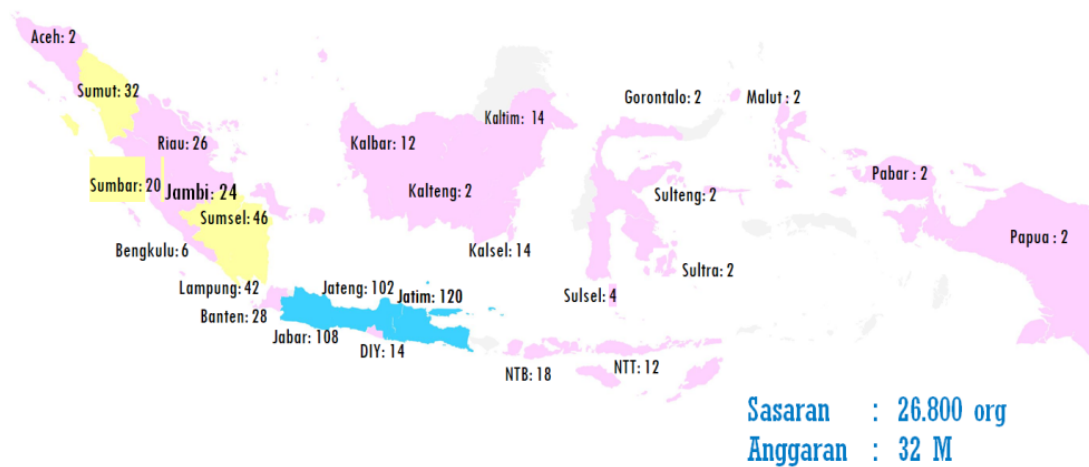 Aceh: 2
Sumut: 32
Riau: 26
Sumbar: 20
Jambi: 24
Sumsel: 46
Bengkulu: 6
Lampung: 42
Banten: 28
Jateng: 102
Jatim: 120
Jabar: 108
DIY: 14
Kalbar: 12
Kaltim: 14
Kalteng: 2
Kalsel: 14
Gorontalo: 2
Malut : 2
Sulteng: 2
Sultra: 2
Sulsel: 4
Pabar : 2
Papua : 2
NTB: 18
NTT: 12
Sasaran : 26.800 org
Anggaran : 32 M